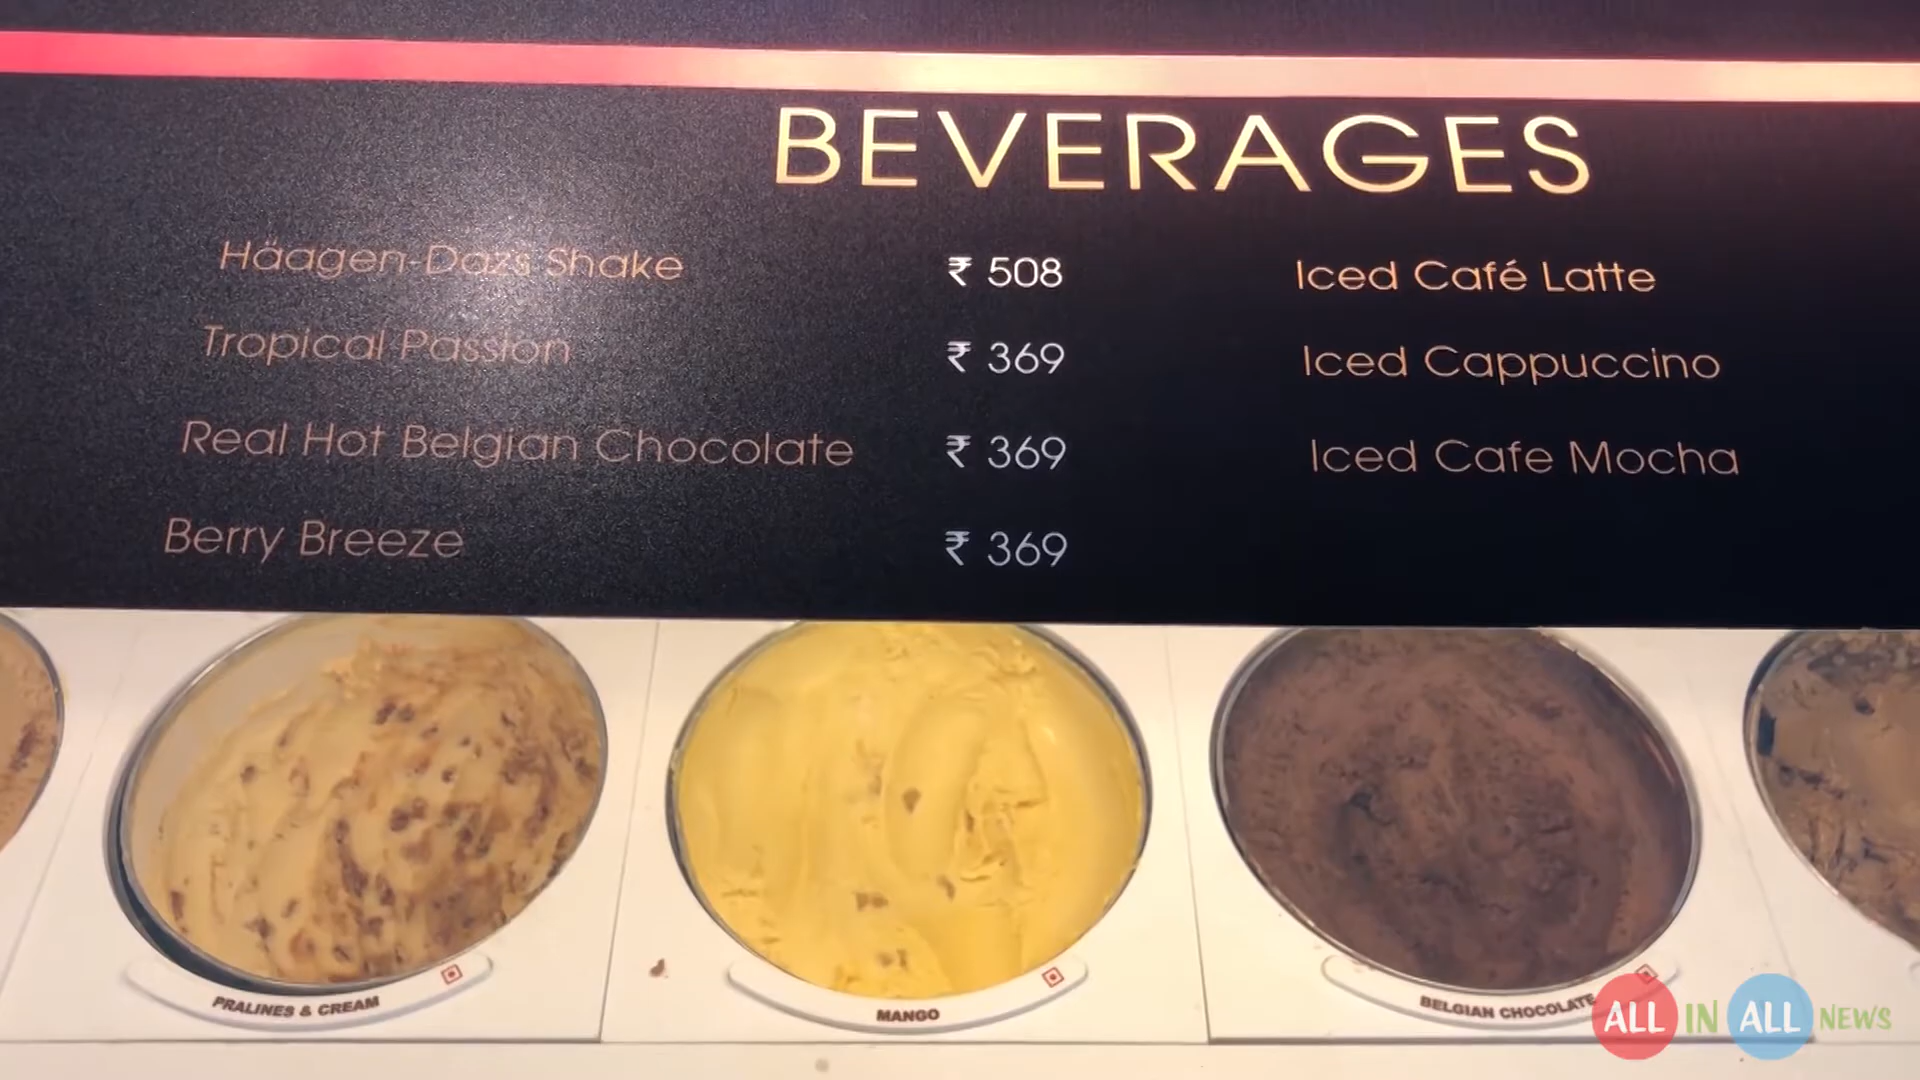 BEVERAGES
Häagen-Dazs Shake ₹ 508 Iced Café Latte
Tropical Passion ₹ 369 Iced Cappuccino
Real Hot Belgian Chocolate ₹ 369 Iced Cafe Mocha
Berry Breeze ₹ 369
PRALINES & CREAM
MANGO
BELGIAN CHOCOLATE
ALL IN ALL NEWS